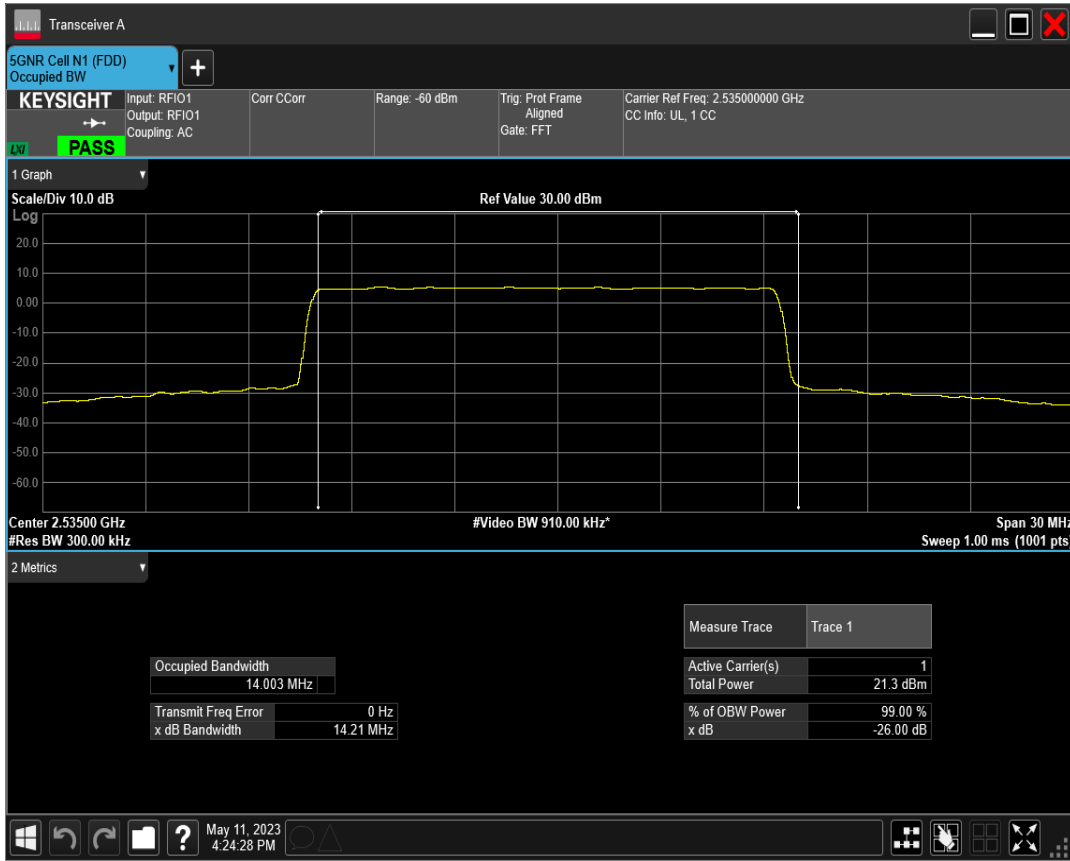 Transceiver A
5GNR Cell N1 (FDD)
Occupied BW
+
KEYSIGHT
LXI
PASS
Input: RFIO1
Output: RFIO1
Coupling: AC
Corr CCorr
Range: -60 dBm
Trig: Prot Frame
Aligned
Gate: FFT
Carrier Ref Freq: 2.535000000 GHz
CC Info: UL, 1 CC
1 Graph
Scale/Div 10.0 dB
Ref Value 30.00 dBm
Log
20.0
10.0
0.00
-10.0
-20.0
-30.0
-40.0
-50.0
-60.0
Center 2.53500 GHz
#Video BW 910.00 kHz*
Span 30 MHz
#Res BW 300.00 kHz
Sweep 1.00 ms (1001 pts)
2 Metrics
Measure Trace Trace 1
Occupied Bandwidth
14.003 MHz
Active Carrier(s) 1
Total Power 21.3 dBm
Transmit Freq Error 0 Hz
x dB Bandwidth 14.21 MHz
% of OBW Power 99.00 %
x dB -26.00 dB
?
May 11, 2023
4:24:28 PM